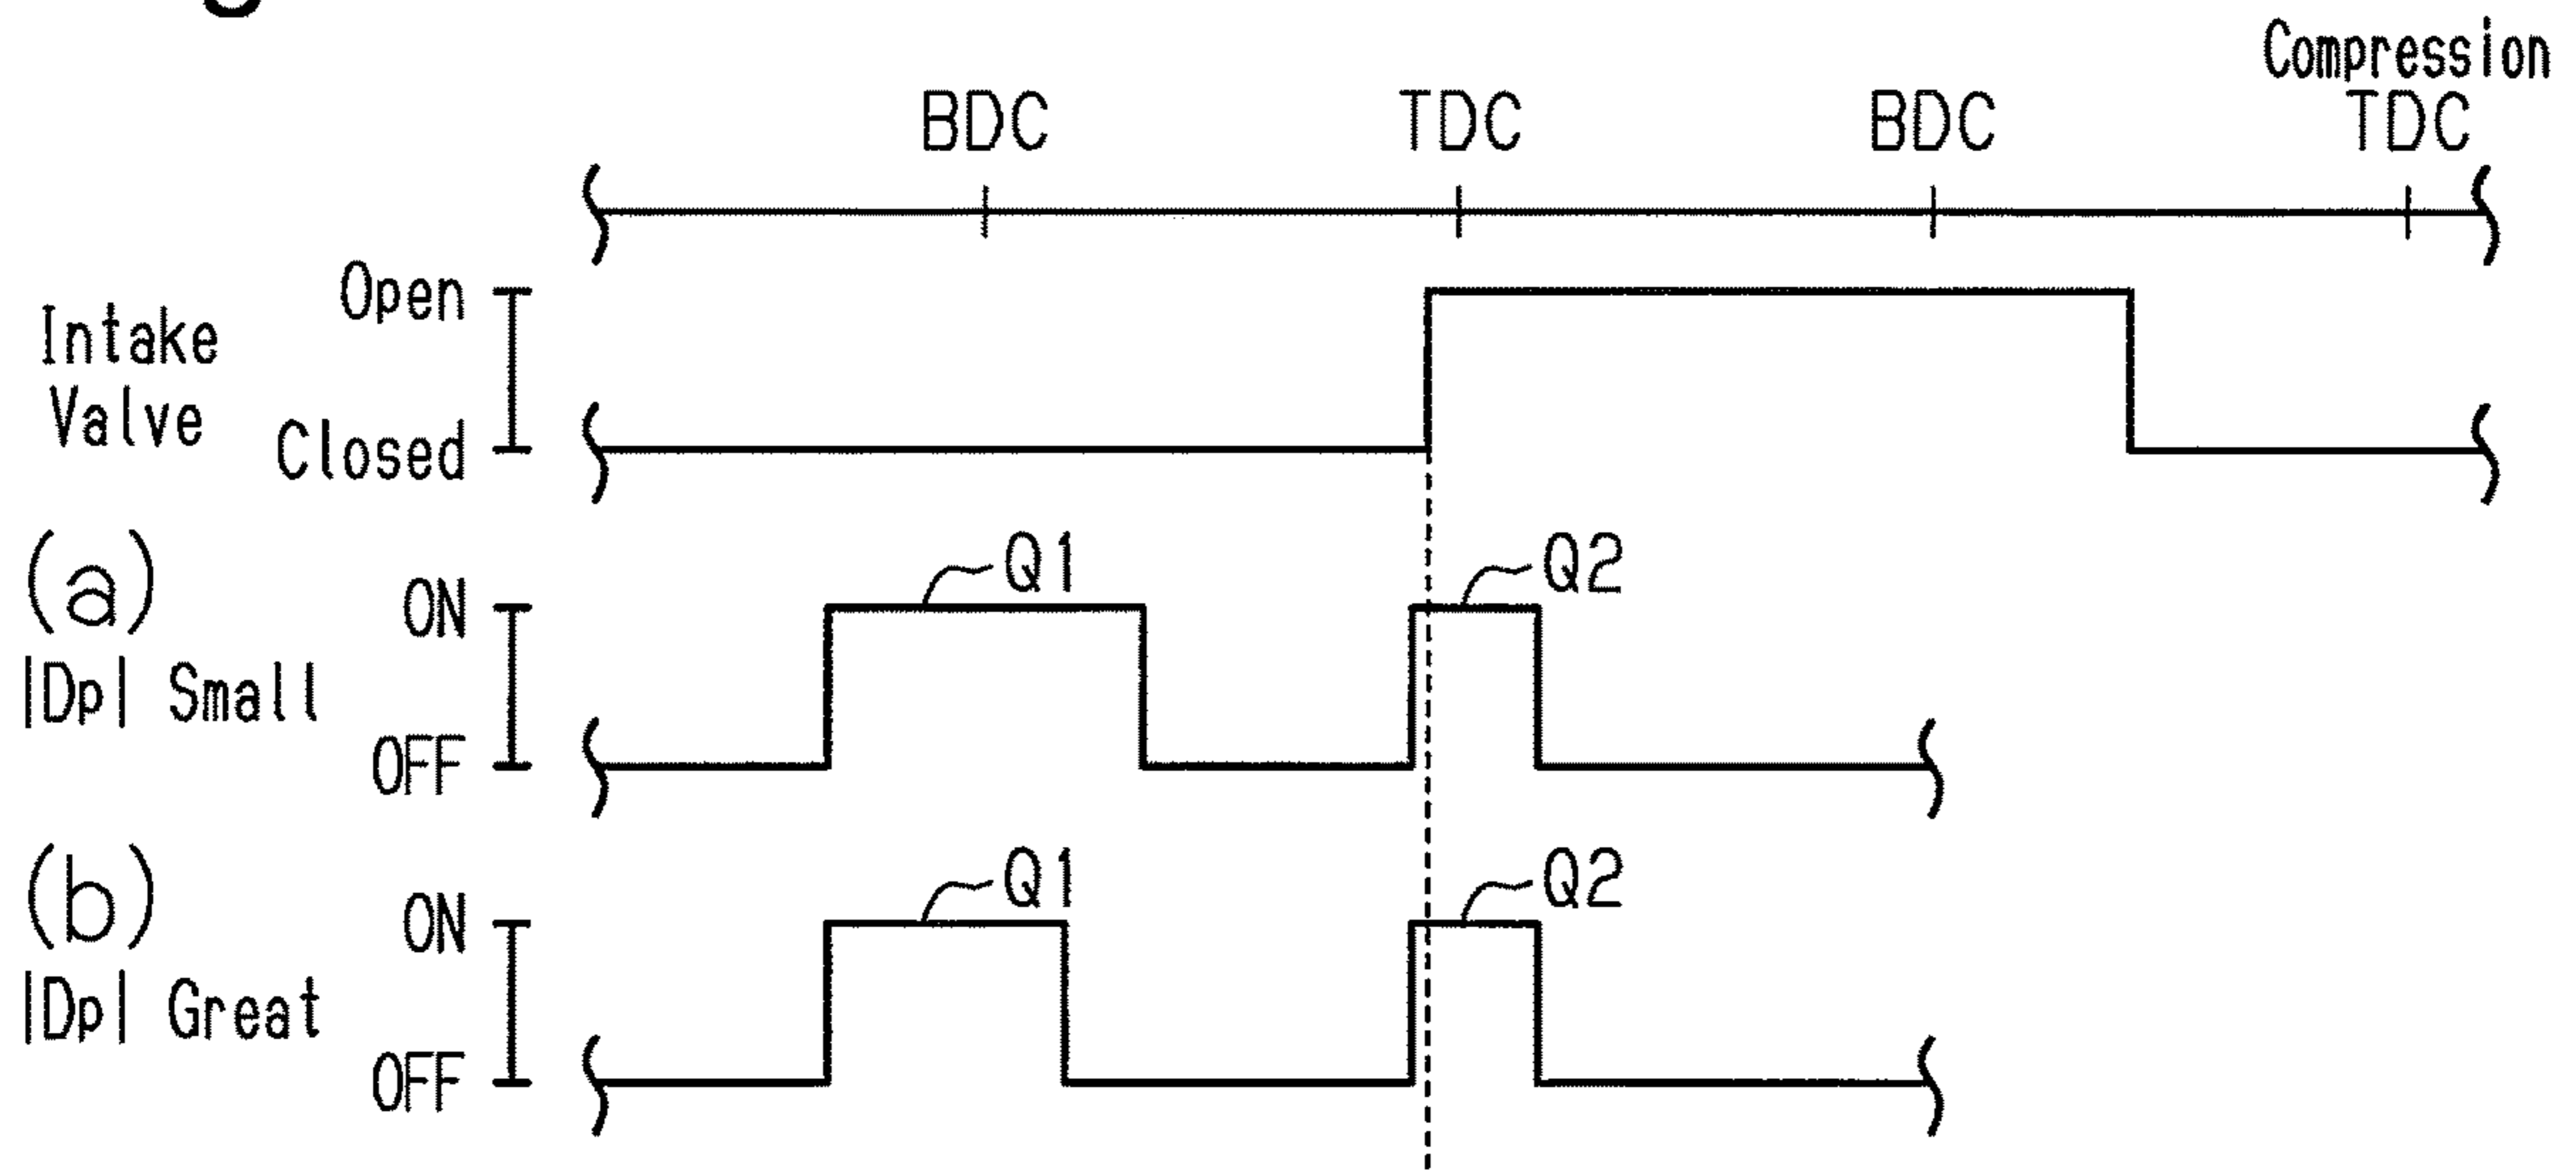 Compression
BDC TDC BDC TDC
Open
Intake
Valve
Closed
(a)
Q1 Q2
ON
|Dp| Small
OFF
(b)
Q1 Q2
ON
|Dp| Great
OFF